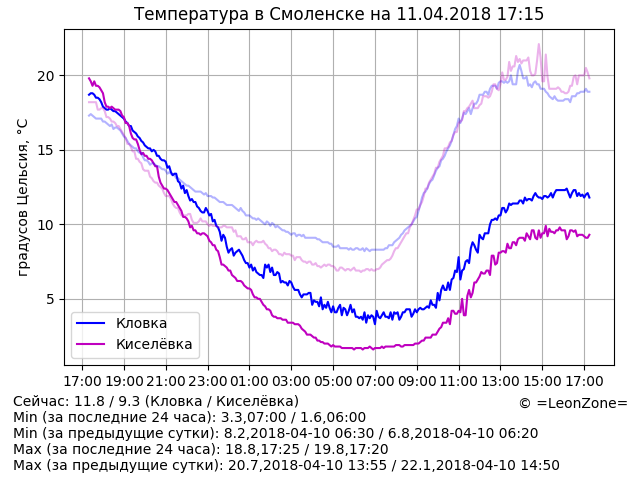 Температура в Смоленске на 11.04.2018 17:15
градусов Цельсия, °C
20
15
10
5
Кловка
Киселёвка
17:00 19:00 21:00 23:00 01:00 03:00 05:00 07:00 09:00 11:00 13:00 15:00 17:00
Сейчас: 11.8 / 9.3 (Кловка / Киселёвка)
© =LeonZone=
Min (за последние 24 часа): 3.3,07:00 / 1.6,06:00
Min (за предыдущие сутки): 8.2,2018-04-10 06:30 / 6.8,2018-04-10 06:20
Max (за последние 24 часа): 18.8,17:25 / 19.8,17:20
Max (за предыдущие сутки): 20.7,2018-04-10 13:55 / 22.1,2018-04-10 14:50